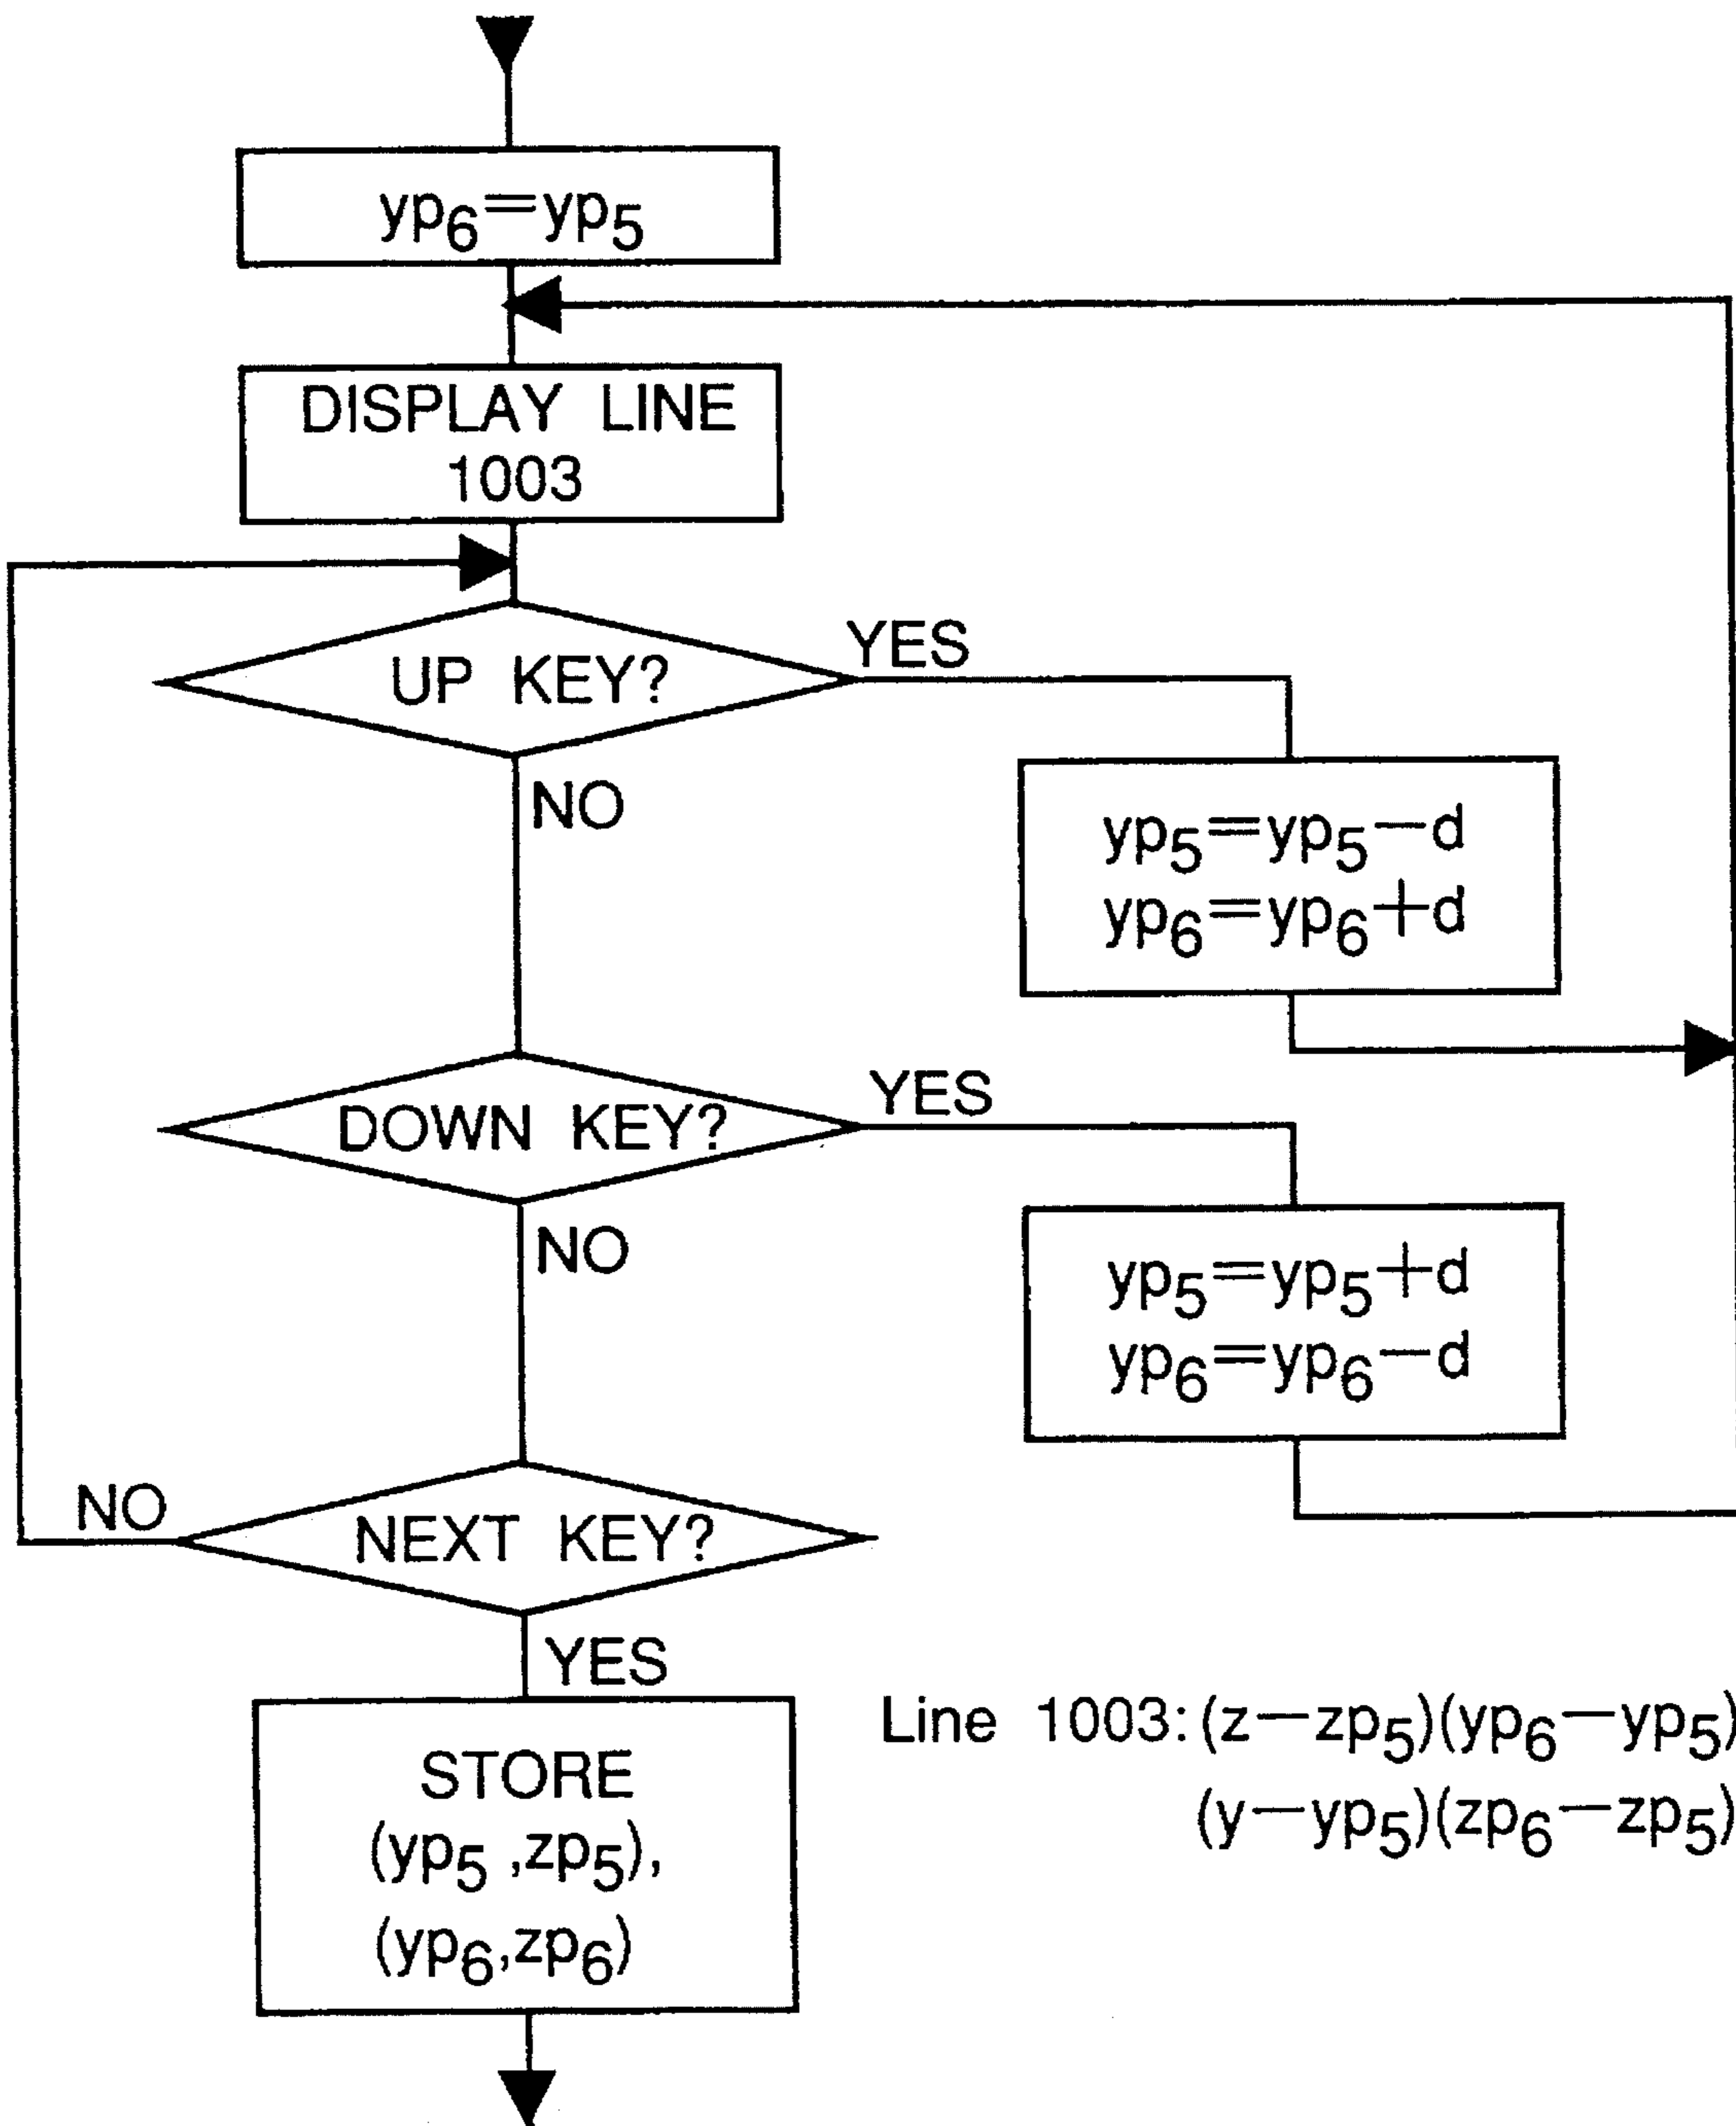 yp₆=yp₅
DISPLAY LINE
1003
UP KEY?
YES
NO
yp₅=yp₅−d
yp₆=yp₆+d
DOWN KEY?
YES
NO
yp₅=yp₅+d
yp₆=yp₆−d
NEXT KEY?
NO
YES
STORE
(yp₅,zp₅),
(yp₆,zp₆)
Line 1003:(z−zp₅)(yp₆−yp₅)
(y−yp₅)(zp₆−zp₅)